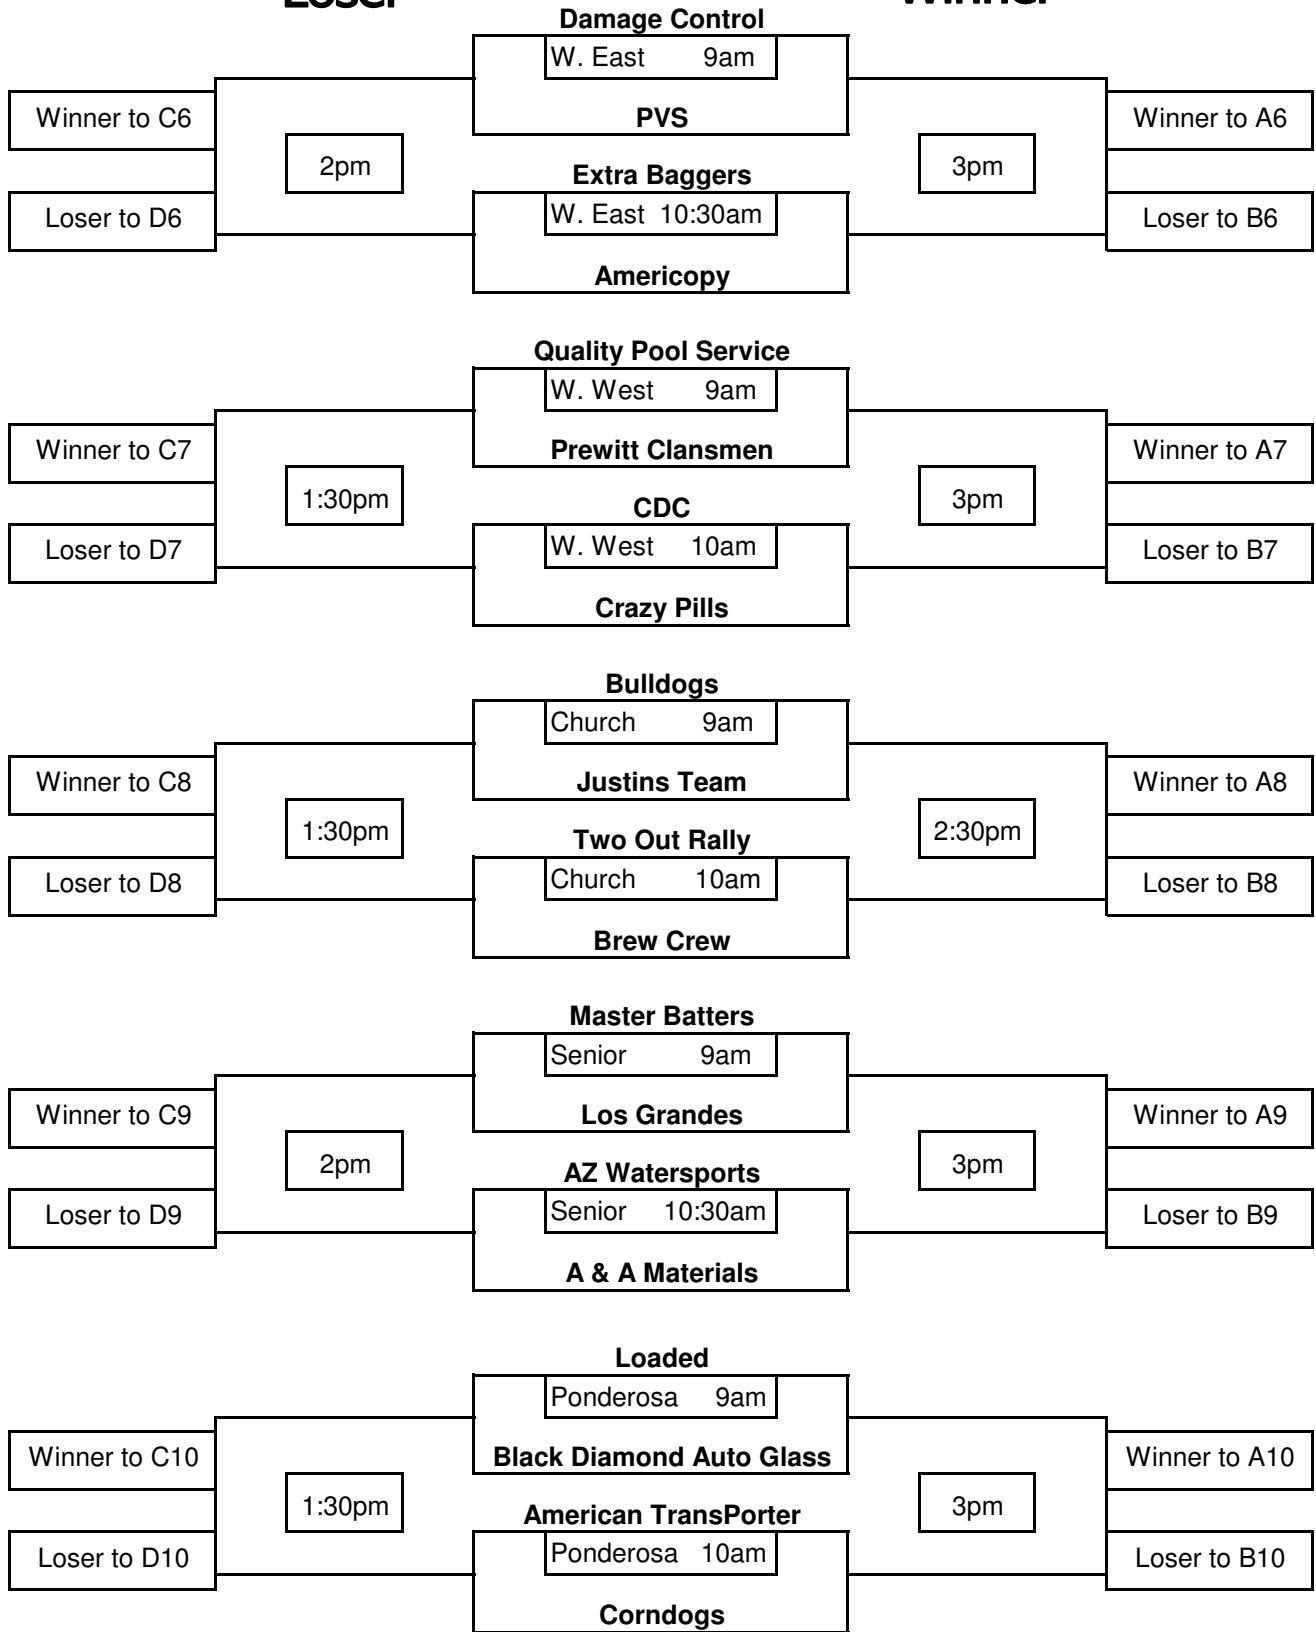 Loser
Winner
Damage Control
W. East 9am
Winner to C6
PVS
Winner to A6
2pm
3pm
Extra Baggers
Loser to D6
W. East 10:30am
Loser to B6
Americopy
Quality Pool Service
W. West 9am
Winner to C7
Prewitt Clansmen
Winner to A7
1:30pm
3pm
CDC
Loser to D7
W. West 10am
Loser to B7
Crazy Pills
Bulldogs
Church 9am
Winner to C8
Justins Team
Winner to A8
1:30pm
2:30pm
Two Out Rally
Loser to D8
Church 10am
Loser to B8
Brew Crew
Master Batters
Senior 9am
Winner to C9
Los Grandes
Winner to A9
2pm
3pm
AZ Watersports
Loser to D9
Senior 10:30am
Loser to B9
A & A Materials
Loaded
Ponderosa 9am
Winner to C10
Black Diamond Auto Glass
Winner to A10
1:30pm
3pm
American TransPorter
Loser to D10
Ponderosa 10am
Loser to B10
Corndogs